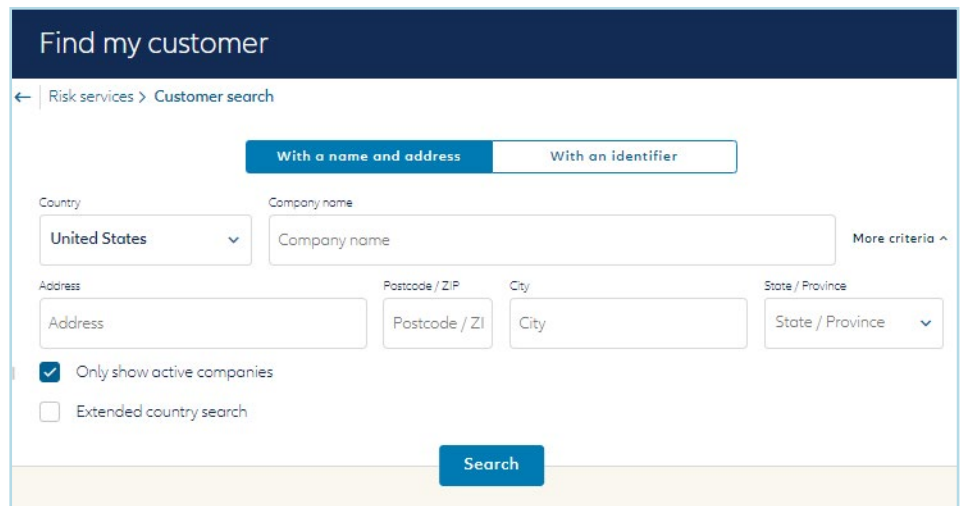 Find my customer
← Risk services > Customer search
With a name and address With an identifier
Country Company name
United States Company name More criteria
Address Postcode / ZIP City State / Province
Address Postcode / ZI City State / Province
Only show active companies
Extended country search
Search